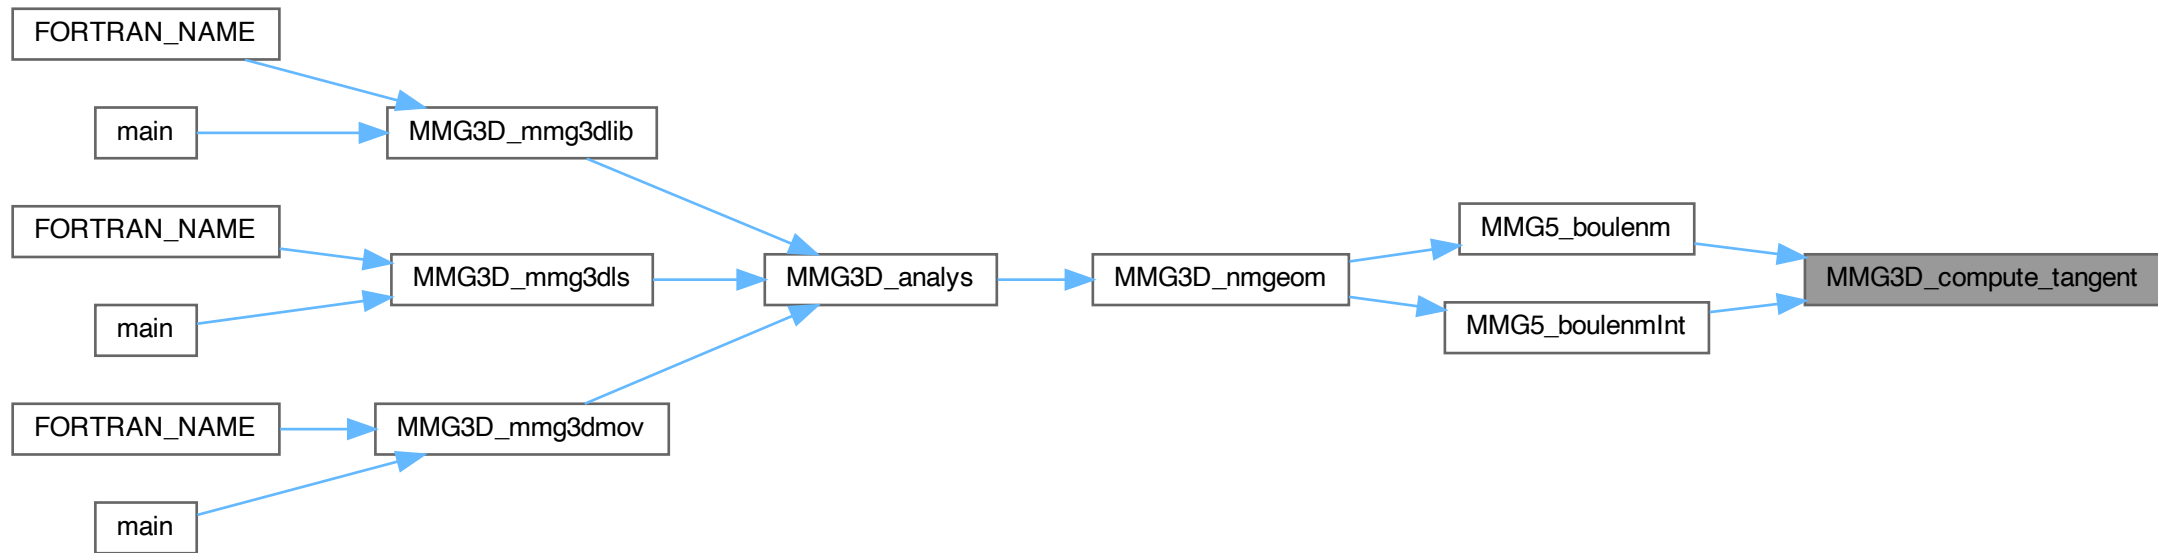 FORTRAN_NAME
main
MMG3D_mmg3dlib
FORTRAN_NAME
main
MMG3D_mmg3dls
FORTRAN_NAME
main
MMG3D_mmg3dmov
MMG3D_analys
MMG3D_nmgeom
MMG5_boulenm
MMG5_boulenmInt
MMG3D_compute_tangent